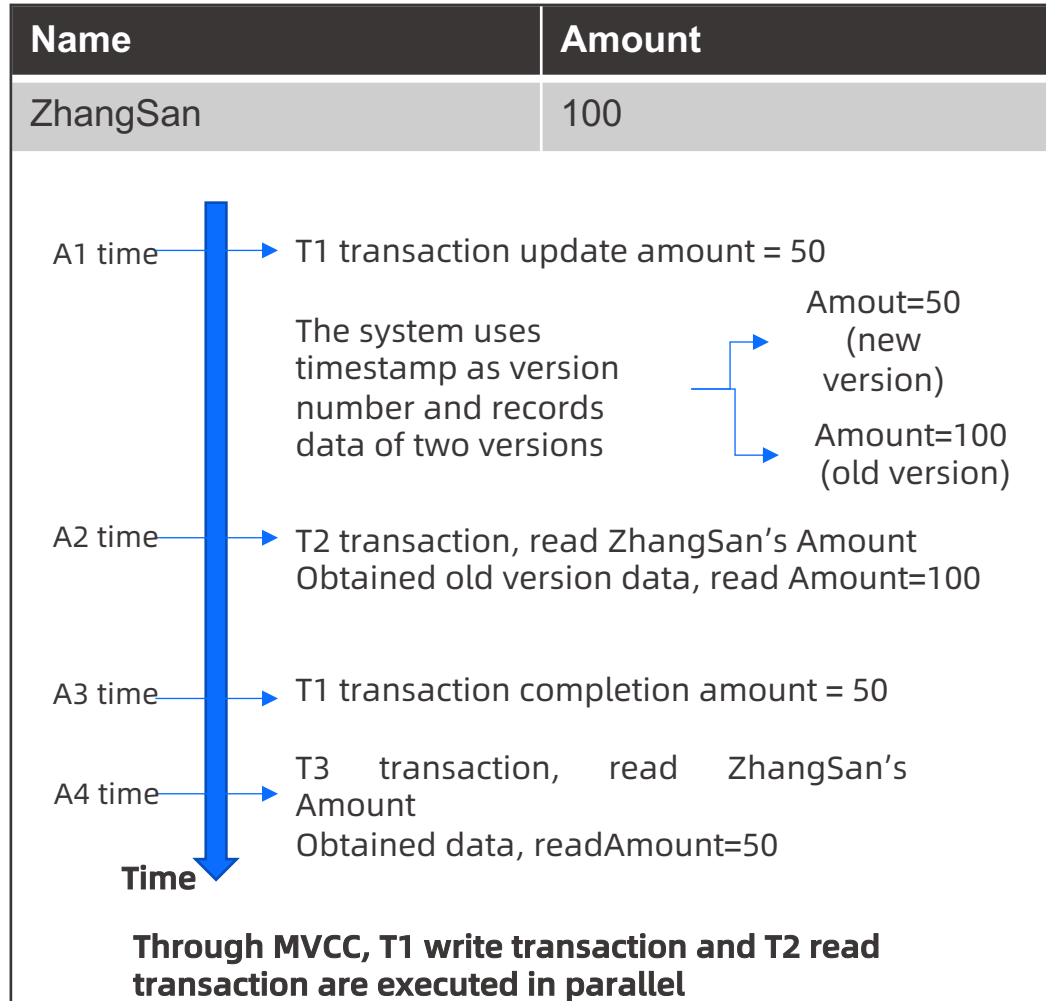 Name Amount
ZhangSan 100
A1 time
T1 transaction update amount = 50
The system uses
timestamp as version
number and records
data of two versions
Amout=50
(new
version)
Amount=100
(old version)
A2 time
T2 transaction, read ZhangSan’s Amount
Obtained old version data, read Amount=100
A3 time
T1 transaction completion amount = 50
A4 time
T3 transaction, read ZhangSan’s
Amount
Obtained data, readAmount=50
Time
Through MVCC, T1 write transaction and T2 read
transaction are executed in parallel